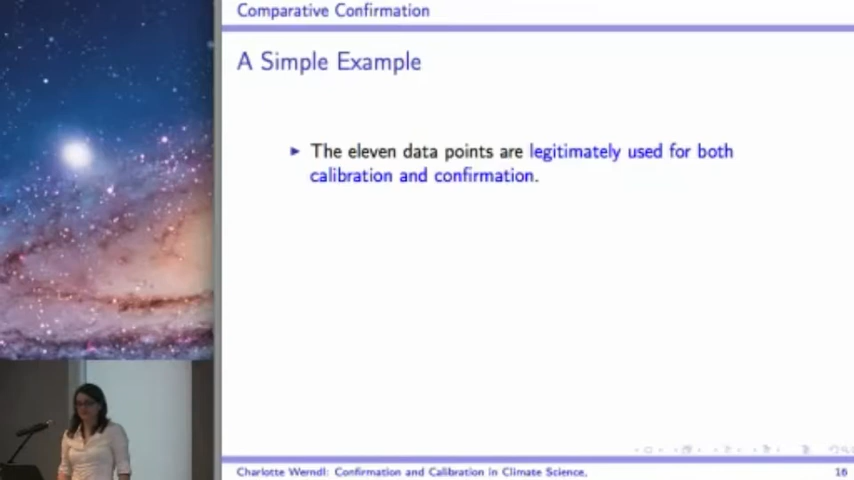 Comparative Confirmation
A Simple Example
The eleven data points are legitimately used for both
calibration and confirmation.
Charlotte Werndl: Confirmation and Calibration in Climate Science,
16